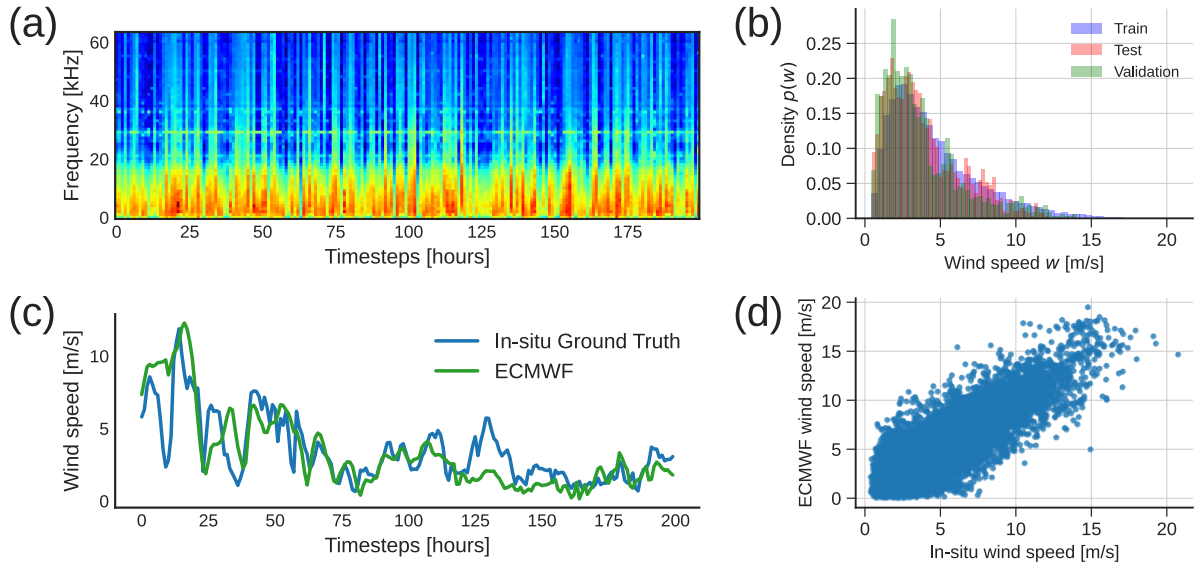 (a)
Frequency [kHz]
60
40
20
0
0 25 50 75 100 125 150 175
Timesteps [hours]
(b)
Density p(w)
0.25
0.20
0.15
0.10
0.05
0.00
Train
Test
Validation
0 5 10 15 20
Wind speed w [m/s]
(c)
Wind speed [m/s]
10
5
0
In-situ Ground Truth
ECMWF
0 25 50 75 100 125 150 175 200
Timesteps [hours]
(d)
ECMWF wind speed [m/s]
20
15
10
5
0
0 5 10 15 20
In-situ wind speed [m/s]